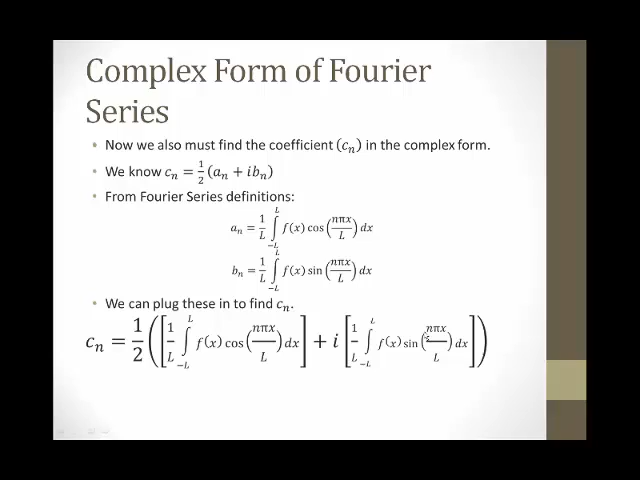 Complex Form of Fourier
Series
• Now we also must find the coefficient (cₙ) in the complex form.
• We know cₙ = 1/2 (aₙ + ibₙ)
• From Fourier Series definitions:
aₙ = 1/L ∫_{-L}^{L} f(x) cos(nπx/L) dx
bₙ = 1/L ∫_{-L}^{L} f(x) sin(nπx/L) dx
• We can plug these in to find cₙ.
cₙ = 1/2 ([1/L ∫_{-L}^{L} f(x) cos(nπx/L) dx] + i [1/L ∫_{-L}^{L} f(x) sin(nπx/L) dx])